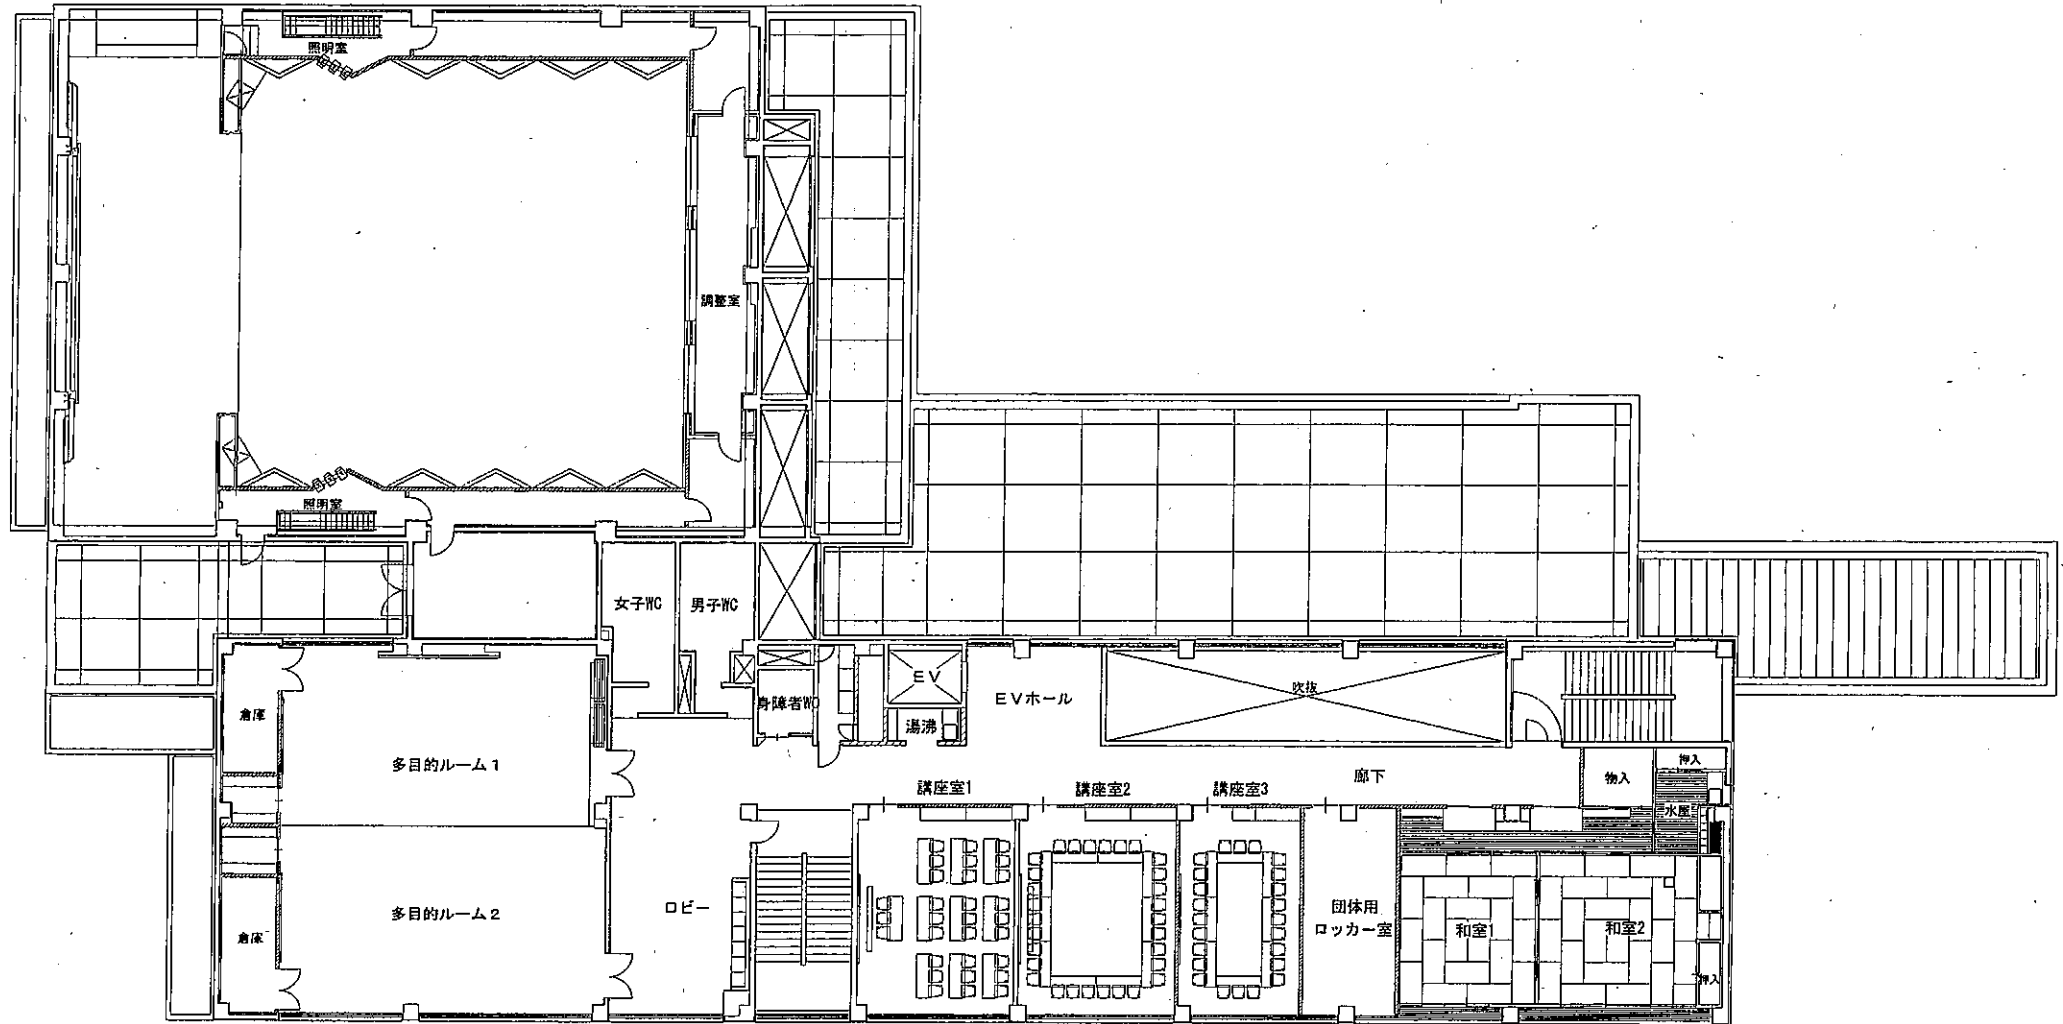 照明室
調整室
照明室
女子WC
男子WC
EV
EVホール
吹抜
身障者W
湯沸
倉庫
多目的ルーム1
講座室1
講座室2
講座室3
廊下
物入
押入
水屋
倉庫
多目的ルーム2
ロビー
団体用
ロッカー室
和室1
和室2
押入